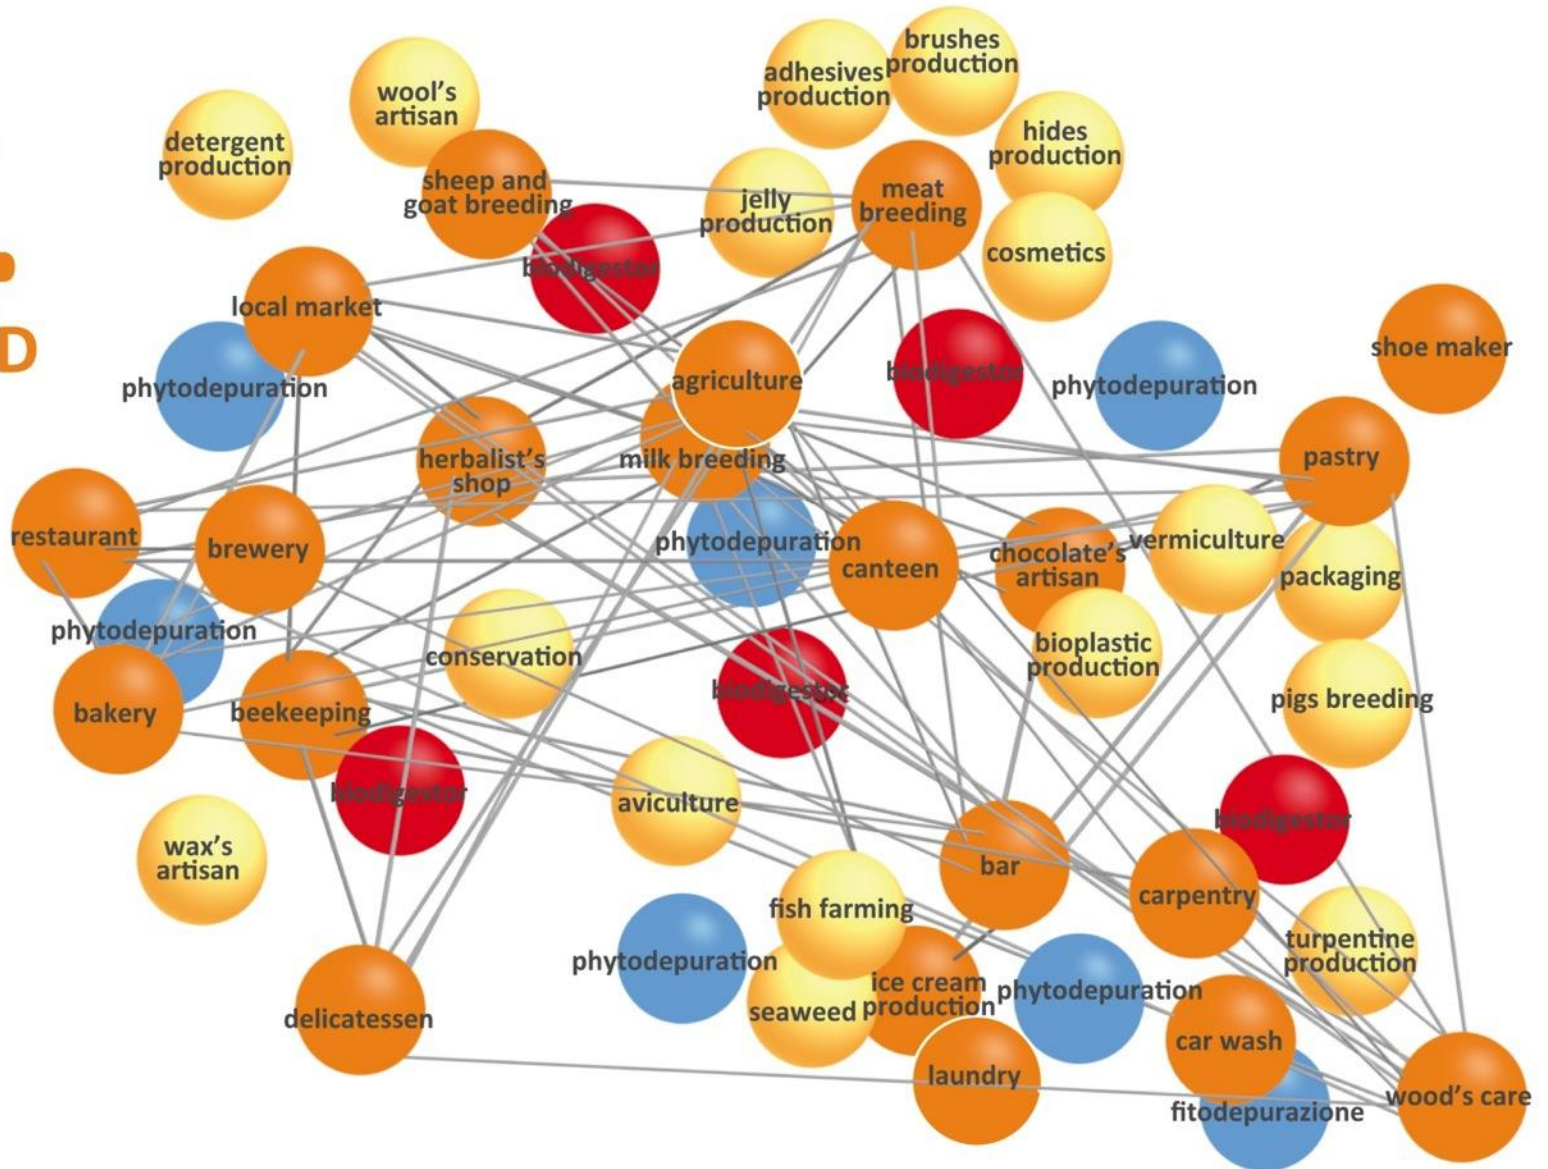 brushes
production
adhesives
production
wool's
artisan
detergent
production
hides
production
sheep and
goat breeding
jelly
production
meat
breeding
cosmetics
biodigestor
local market
D
shoe maker
agriculture
biodigestor
phytodepuration
phytodepuration
herbalist's
shop
milk breeding
pastry
restaurant
brewery
phytodepuration
canteen
chocolate's
artisan
vermiculture
packaging
phytodepuration
conservation
bioplastic
production
biodigestor
pigs breeding
bakery
beekeeping
biodigestor
aviculture
biodigestor
wax's
artisan
bar
carpentry
fish farming
turpentine
production
phytodepuration
seaweed
ice cream
production
phytodepuration
delicatessen
car wash
laundry
wood's care
fitodepurazione